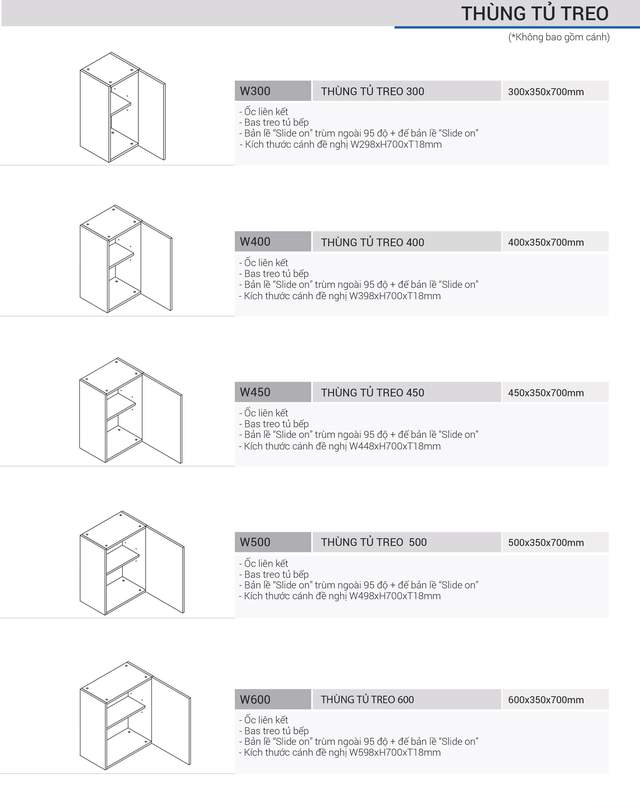 THÙNG TỦ TREO
(*Không bao gồm cánh)
W300 THÙNG TỦ TREO 300 300x350x700mm
- Ốc liên kết
- Bas treo tủ bếp
- Bản lề “Slide on” trùm ngoài 95 độ + đế bản lề “Slide on”
- Kích thước cánh đề nghị W298xH700xT18mm
W400 THÙNG TỦ TREO 400 400x350x700mm
- Ốc liên kết
- Bas treo tủ bếp
- Bản lề “Slide on” trùm ngoài 95 độ + đế bản lề “Slide on”
- Kích thước cánh đề nghị W398xH700xT18mm
W450 THÙNG TỦ TREO 450 450x350x700mm
- Ốc liên kết
- Bas treo tủ bếp
- Bản lề “Slide on” trùm ngoài 95 độ + đế bản lề “Slide on”
- Kích thước cánh đề nghị W448xH700xT18mm
W500 THÙNG TỦ TREO 500 500x350x700mm
- Ốc liên kết
- Bas treo tủ bếp
- Bản lề “Slide on” trùm ngoài 95 độ + đế bản lề “Slide on”
- Kích thước cánh đề nghị W498xH700xT18mm
W600 THÙNG TỦ TREO 600 600x350x700mm
- Ốc liên kết
- Bas treo tủ bếp
- Bản lề “Slide on” trùm ngoài 95 độ + đế bản lề “Slide on”
- Kích thước cánh đề nghị W598xH700xT18mm